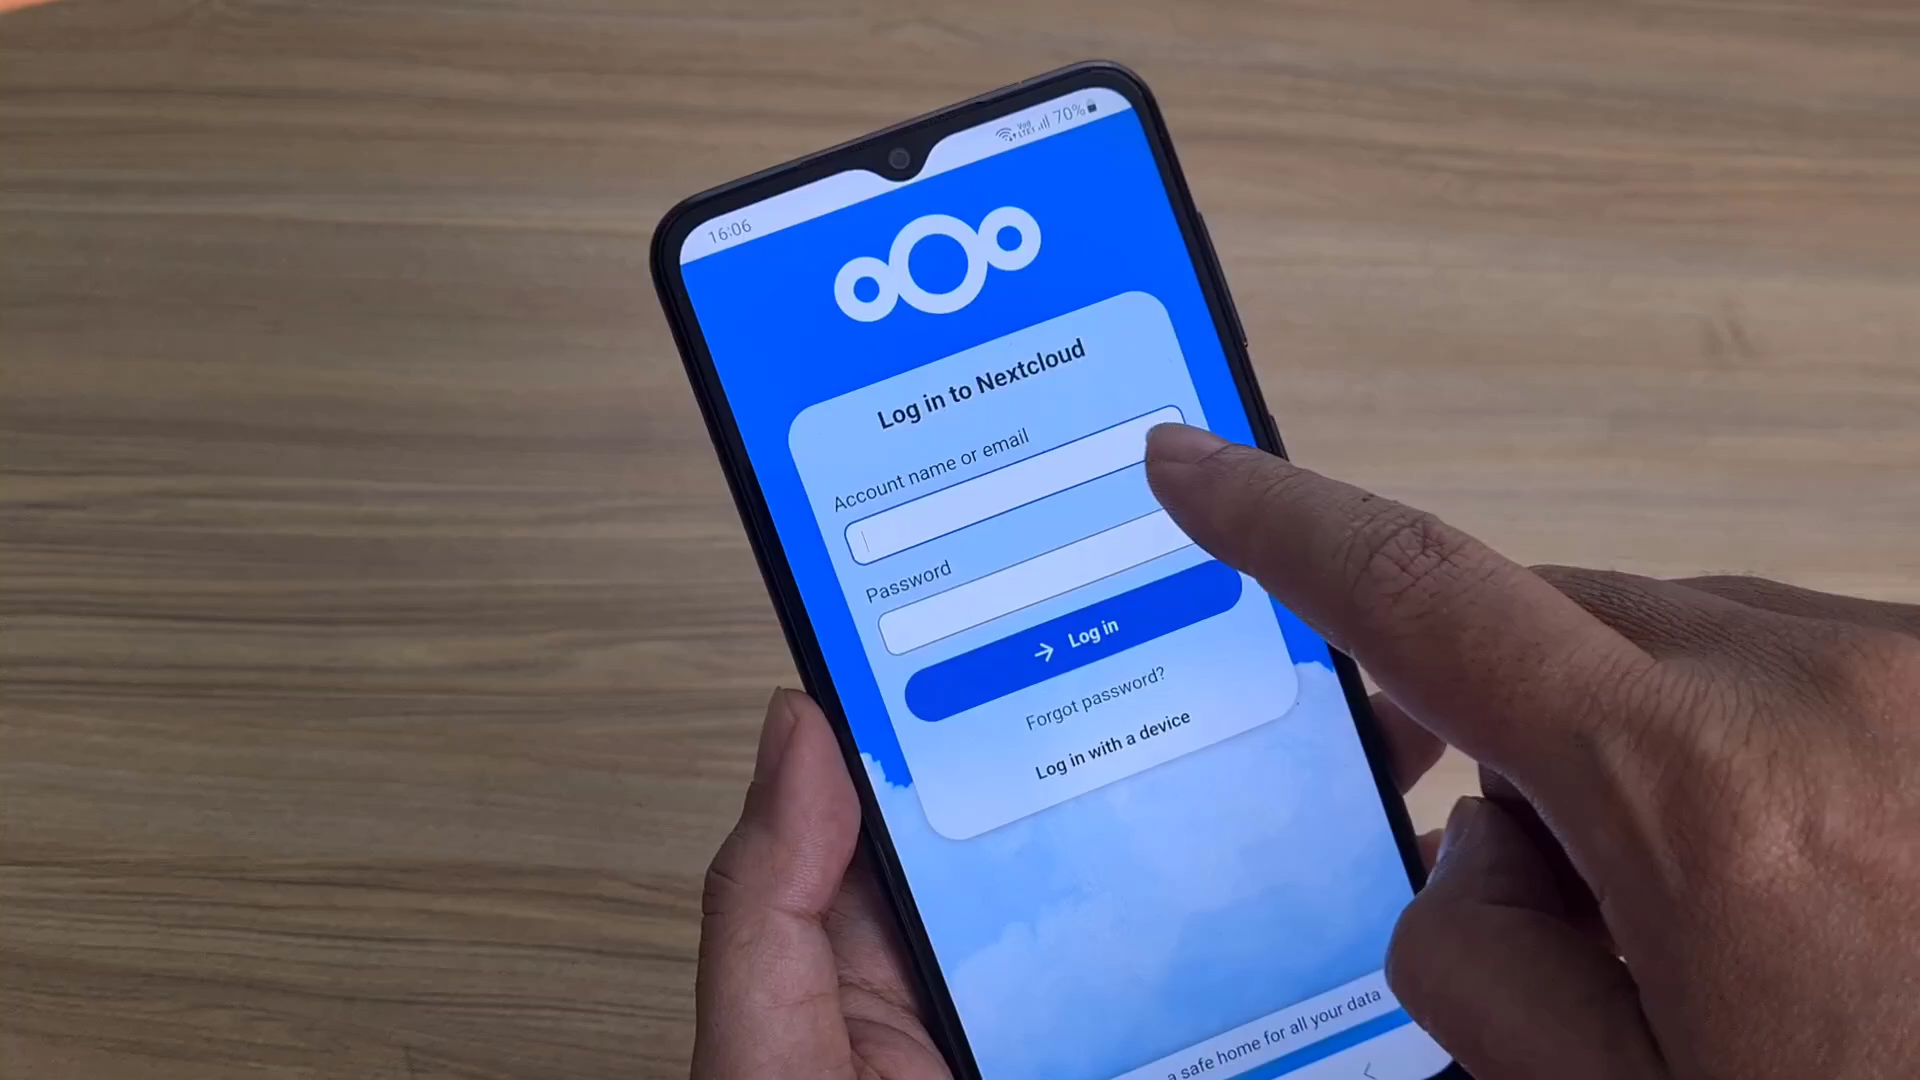 16:06
70%
Log in to Nextcloud
Account name or email
Password
→ Log in
Forgot password?
Log in with a device
a safe home for all your data